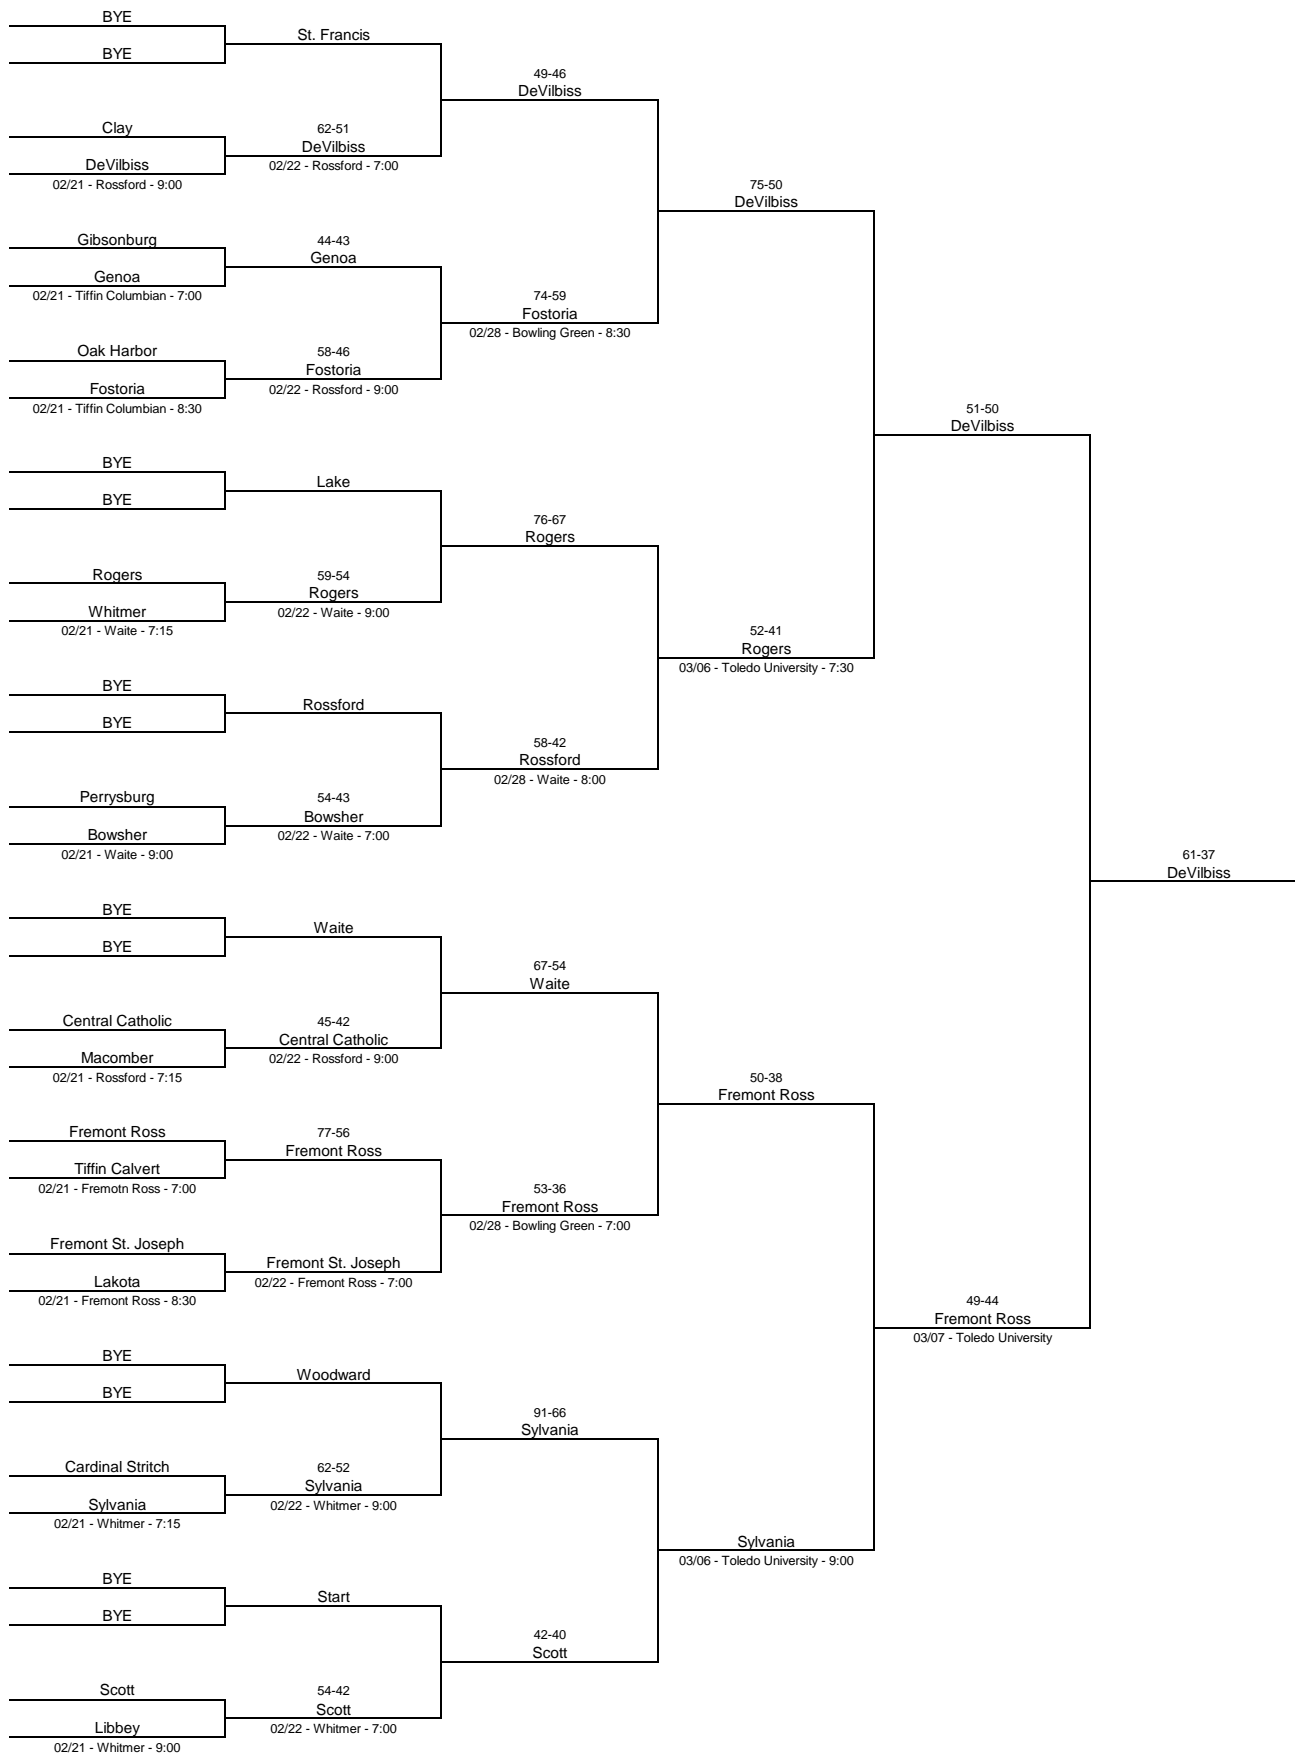 BYE
BYE
Clay
DeVilbiss
02/21 - Rossford - 9:00
Gibsonburg
Genoa
02/21 - Tiffin Columbian - 7:00
Oak Harbor
Fostoria
02/21 - Tiffin Columbian - 8:30
BYE
BYE
Rogers
Whitmer
02/21 - Waite - 7:15
BYE
BYE
Perrysburg
Bowsher
02/21 - Waite - 9:00
BYE
BYE
Central Catholic
Macomber
02/21 - Rossford - 7:15
Fremont Ross
Tiffin Calvert
02/21 - Fremotn Ross - 7:00
Fremont St. Joseph
Lakota
02/21 - Fremont Ross - 8:30
BYE
BYE
Cardinal Stritch
Sylvania
02/21 - Whitmer - 7:15
BYE
BYE
Scott
Libbey
02/21 - Whitmer - 9:00
St. Francis
62-51
DeVilbiss
02/22 - Rossford - 7:00
44-43
Genoa
58-46
Fostoria
02/22 - Rossford - 9:00
Lake
59-54
Rogers
02/22 - Waite - 9:00
Rossford
54-43
Bowsher
02/22 - Waite - 7:00
Waite
45-42
Central Catholic
02/22 - Rossford - 9:00
77-56
Fremont Ross
Fremont St. Joseph
02/22 - Fremont Ross - 7:00
Woodward
62-52
Sylvania
02/22 - Whitmer - 9:00
Start
54-42
Scott
02/22 - Whitmer - 7:00
49-46
DeVilbiss
74-59
Fostoria
02/28 - Bowling Green - 8:30
76-67
Rogers
58-42
Rossford
02/28 - Waite - 8:00
67-54
Waite
53-36
Fremont Ross
02/28 - Bowling Green - 7:00
91-66
Sylvania
42-40
Scott
75-50
DeVilbiss
52-41
Rogers
03/06 - Toledo University - 7:30
50-38
Fremont Ross
Sylvania
03/06 - Toledo University - 9:00
51-50
DeVilbiss
49-44
Fremont Ross
03/07 - Toledo University
61-37
DeVilbiss